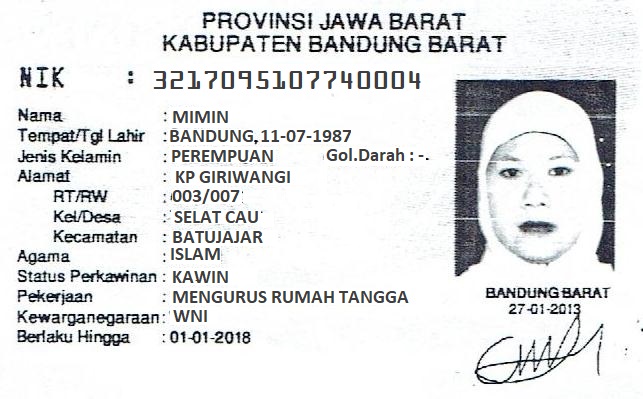 PROVINSI JAWA BARAT
KABUPATEN BANDUNG BARAT
NIK : 3217095107740004
Nama : MIMIN
Tempat/Tgl Lahir : BANDUNG, 11-07-1987
Jenis Kelamin : PEREMPUAN Gol.Darah : -.
Alamat : KP GIRIWANGI
RT/RW : 003/007
Kel/Desa : SELAT CAU
Kecamatan : BATUJAJAR
Agama : ISLAM
Status Perkawinan : KAWIN
Pekerjaan : MENGURUS RUMAH TANGGA
Kewarganegaraan : WNI
Berlaku Hingga : 01-01-2018
BANDUNG BARAT
27-01-2013